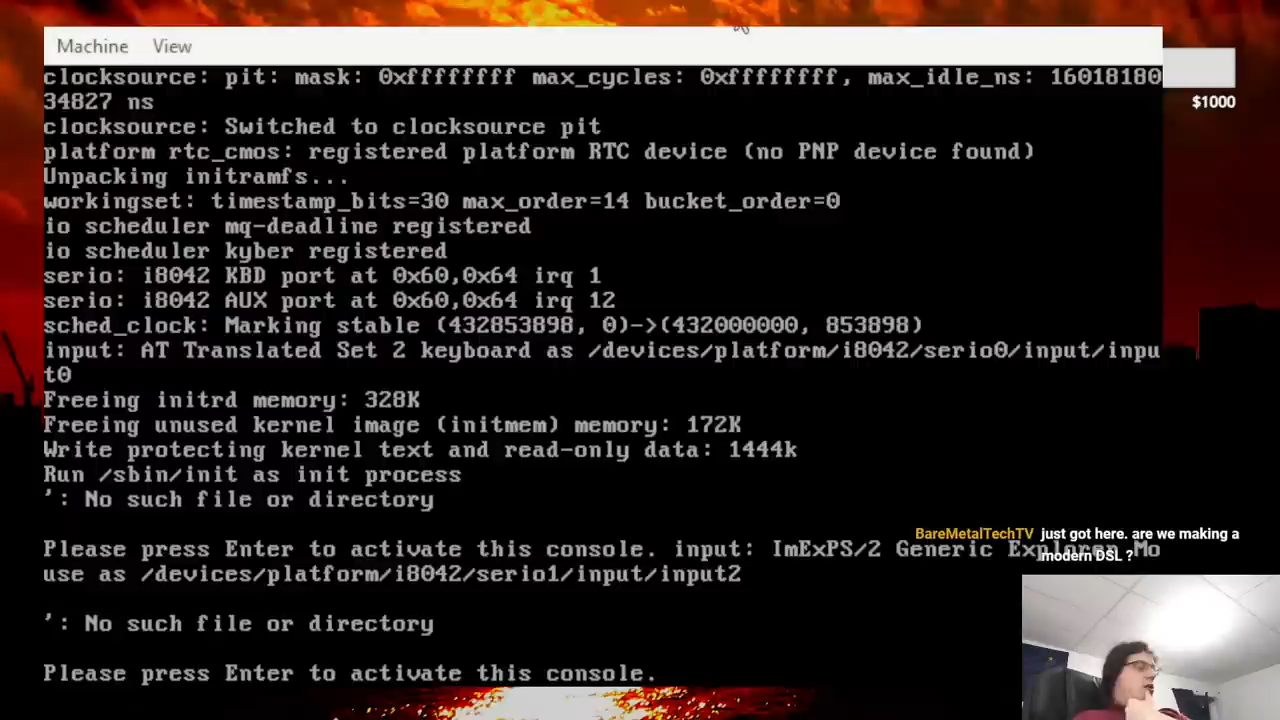 Machine View
clocksource: pit: mask: 0xffffffff max_cycles: 0xffffffff, max_idle_ns: 16018180
34827 ns
$1000
clocksource: Switched to clocksource pit
platform rtc_cmos: registered platform RTC device (no PNP device found)
Unpacking initramfs...
workingset: timestamp_bits=30 max_order=14 bucket_order=0
io scheduler mq-deadline registered
io scheduler kyber registered
serio: i8042 KBD port at 0x60,0x64 irq 1
serio: i8042 AUX port at 0x60,0x64 irq 12
sched_clock: Marking stable (432853898, 0)->(432000000, 853898)
input: AT Translated Set 2 keyboard as /devices/platform/i8042/serio0/input/inpu
t0
Freeing initrd memory: 328K
Freeing unused kernel image (initmem) memory: 172K
Write protecting kernel text and read-only data: 1444k
Run /sbin/init as init process
': No such file or directory
Please press Enter to activate this console. input: ImExPS/2 Generic Explorer Mo
use as /devices/platform/i8042/serio1/input/input2
BareMetalTechTV just got here. are we making a
modern DSL ?
': No such file or directory
Please press Enter to activate this console.